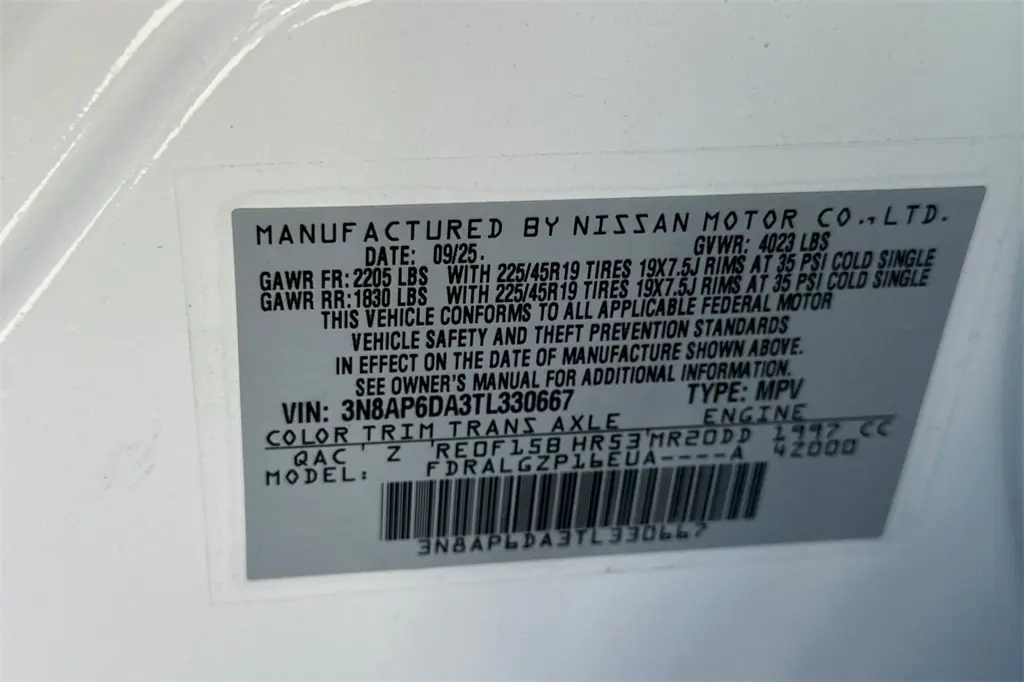 MANUFACTURED BY NISSAN MOTOR CO.,LTD.
DATE: 09/25. GVWR: 4023 LBS
GAWR FR: 2205 LBS WITH 225/45R19 TIRES 19X7.5J RIMS AT 35 PSI COLD SINGLE
GAWR RR: 1830 LBS WITH 225/45R19 TIRES 19X7.5J RIMS AT 35 PSI COLD SINGLE
THIS VEHICLE CONFORMS TO ALL APPLICABLE FEDERAL MOTOR
VEHICLE SAFETY AND THEFT PREVENTION STANDARDS
IN EFFECT ON THE DATE OF MANUFACTURE SHOWN ABOVE.
SEE OWNER'S MANUAL FOR ADDITIONAL INFORMATION.
VIN: 3N8AP6DA3TL330667 TYPE: MPV
COLOR TRIM TRANS AXLE ENGINE
QAC Z RE0F15B HR53 MR20DD 1997 CC
MODEL: FDRALGZP16EUA----A 4Z000
3N8AP6DA3TL330667